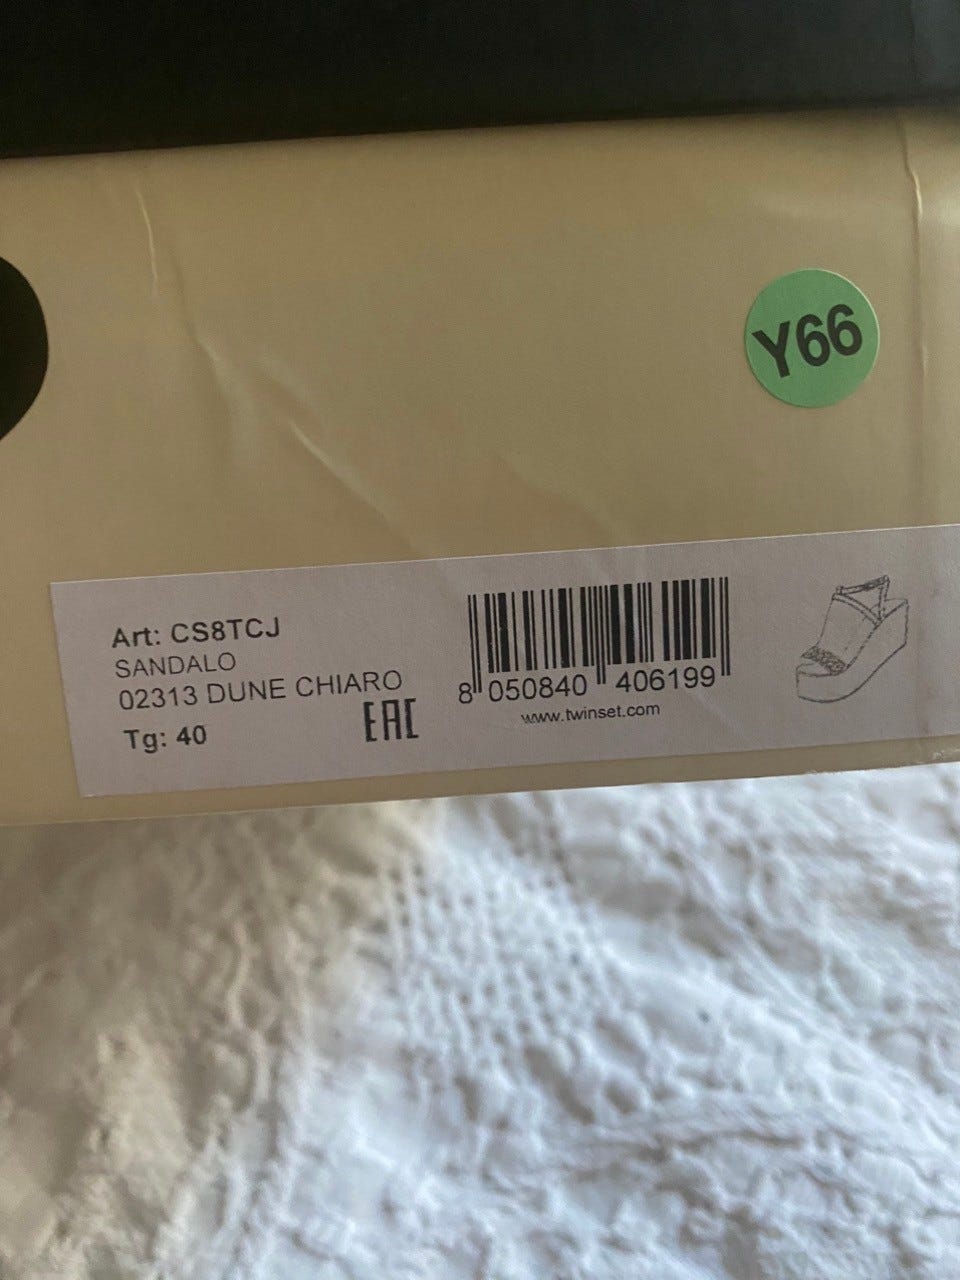 Y66
Art: CS8TCJ
SANDALO
02313 DUNE CHIARO
Tg: 40
EAC
8 050840 406199
www.twinset.com